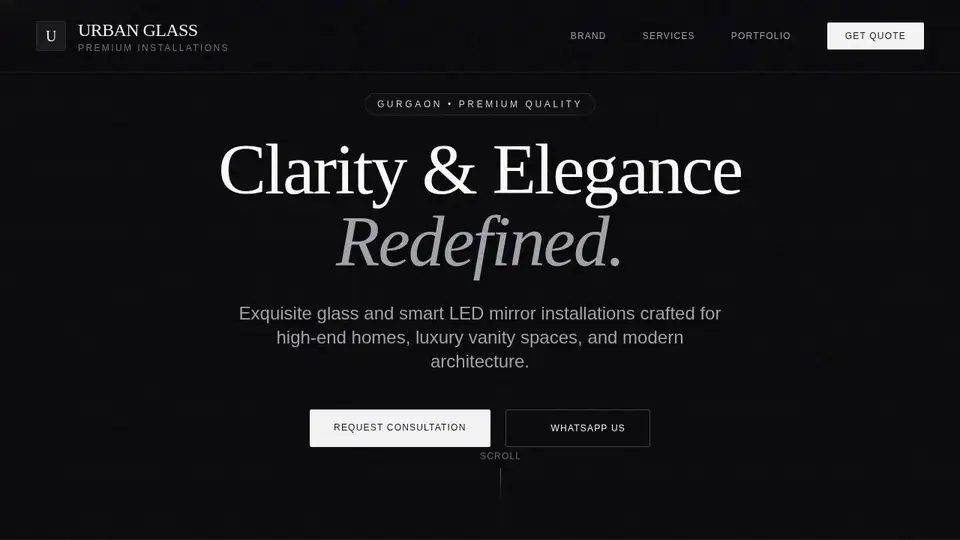 U
URBAN GLASS
PREMIUM INSTALLATIONS
BRAND
SERVICES
PORTFOLIO
GET QUOTE
GURGAON • PREMIUM QUALITY
Clarity & Elegance
Redefined.
Exquisite glass and smart LED mirror installations crafted for
high-end homes, luxury vanity spaces, and modern
architecture.
REQUEST CONSULTATION
WHATSAPP US
SCROLL